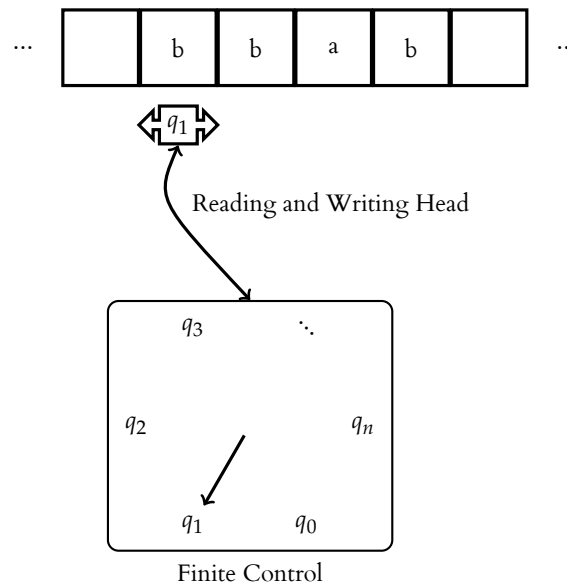 ... b b a b ...
q₁
Reading and Writing Head
q₃ ⋱
q₂ qₙ
q₁ q₀
Finite Control